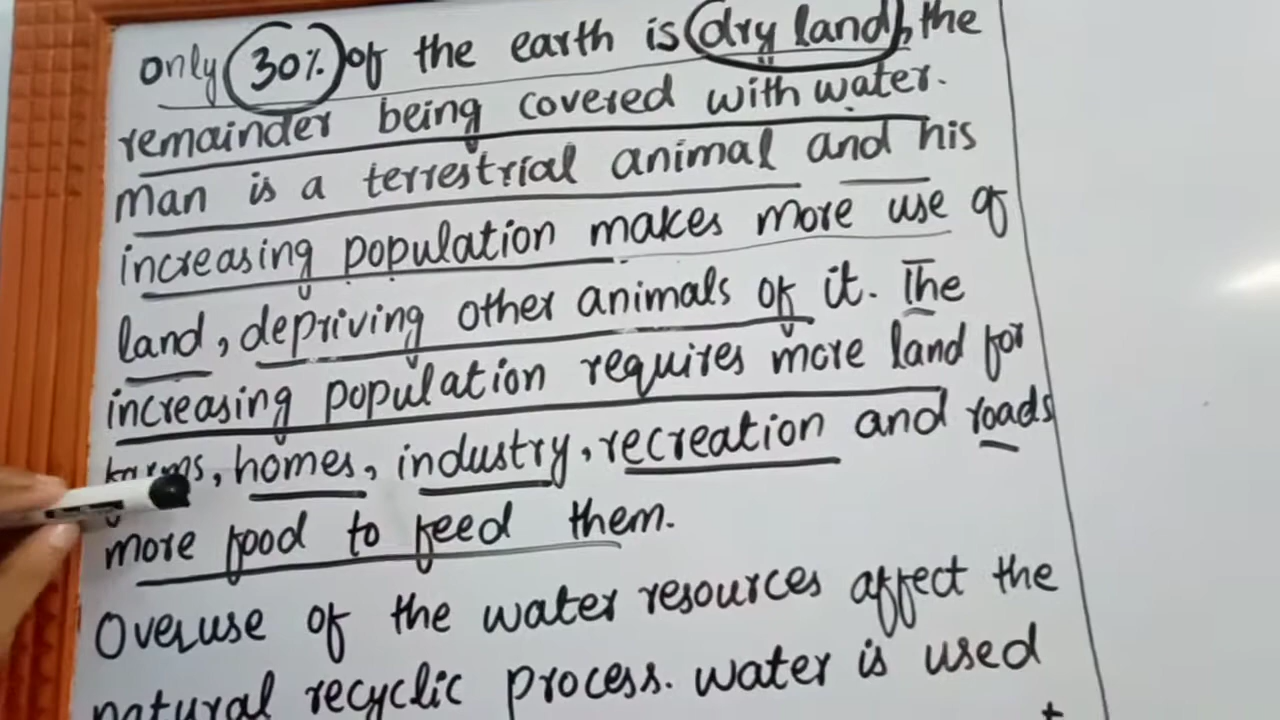 Only 30% of the earth is dry land, the
remainder being covered with water.
man is a terrestrial animal and his
increasing population makes more use of
land, depriving other animals of it. The
increasing population requires more land for
farms, homes, industry, recreation and roads
more food to feed them.
Overuse of the water resources affect the
natural recyclic process. water is used